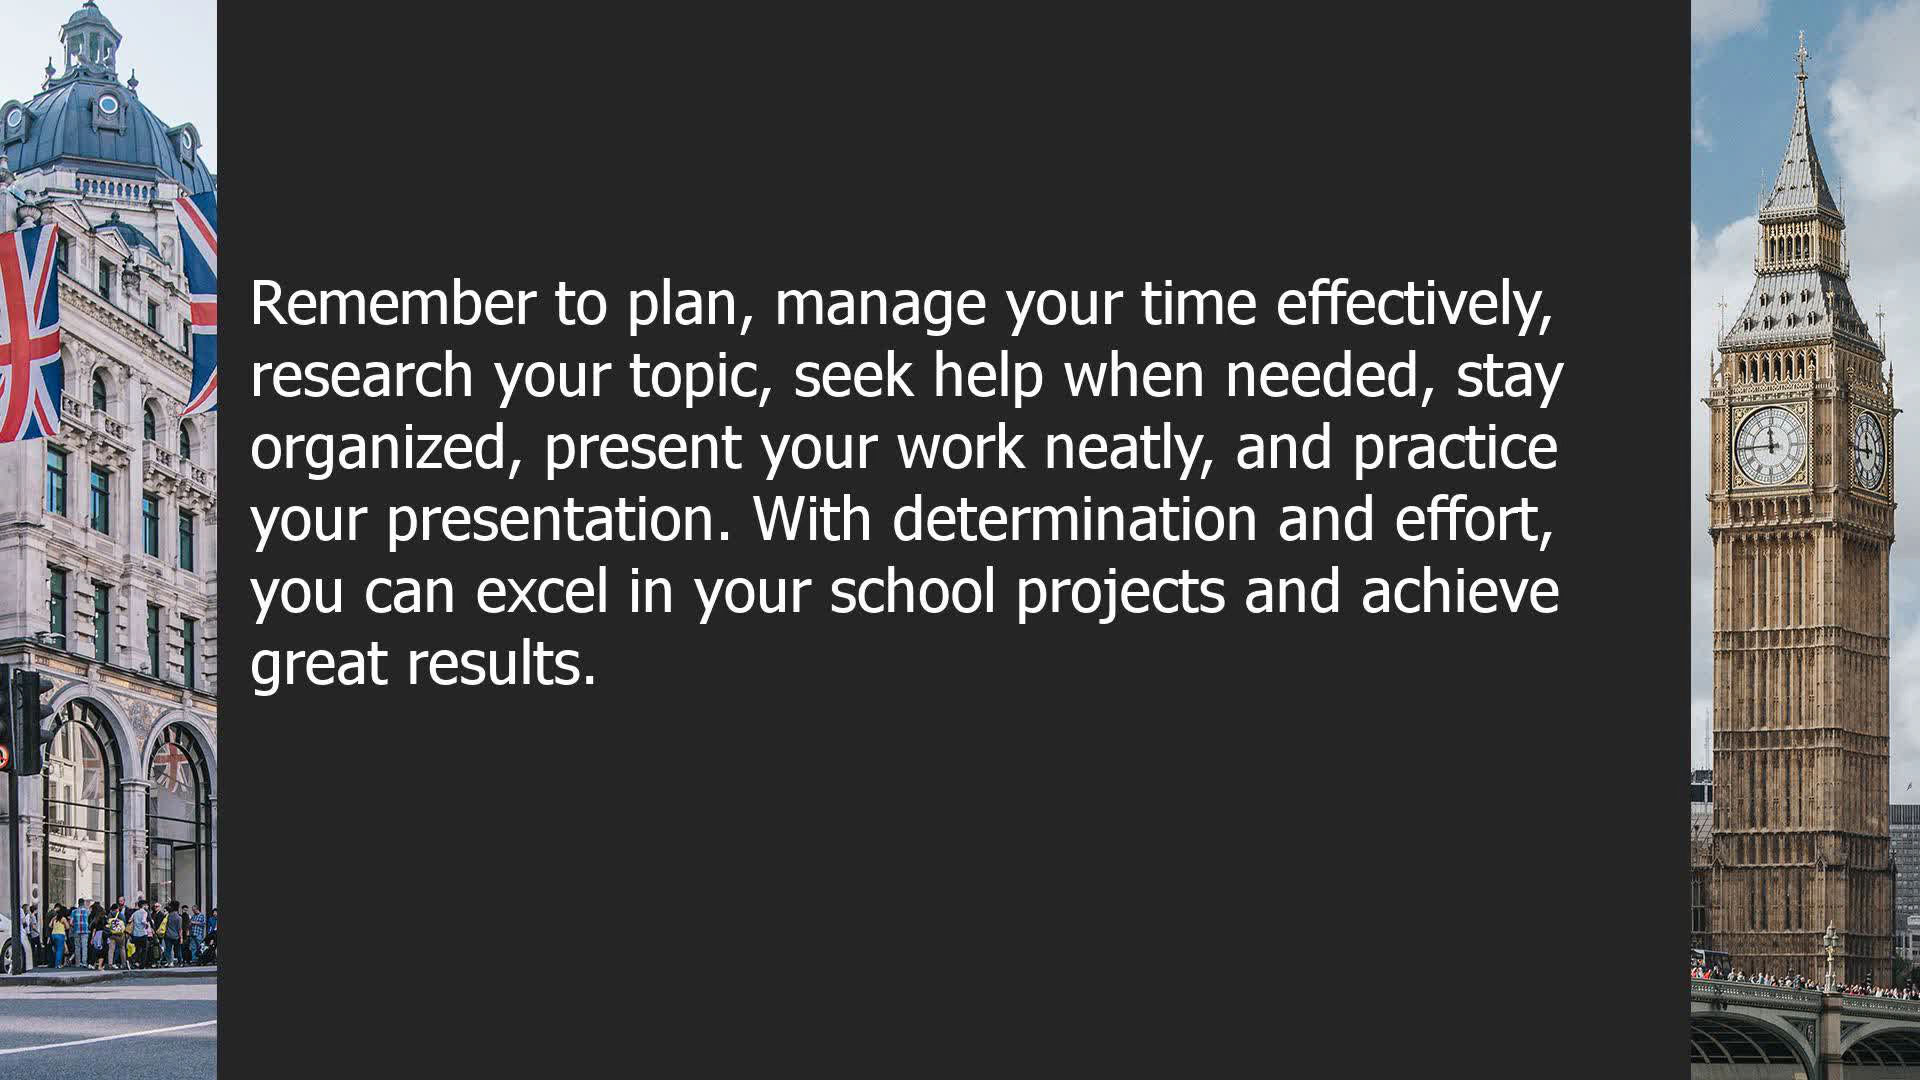 Remember to plan, manage your time effectively,
research your topic, seek help when needed, stay
organized, present your work neatly, and practice
your presentation. With determination and effort,
you can excel in your school projects and achieve
great results.